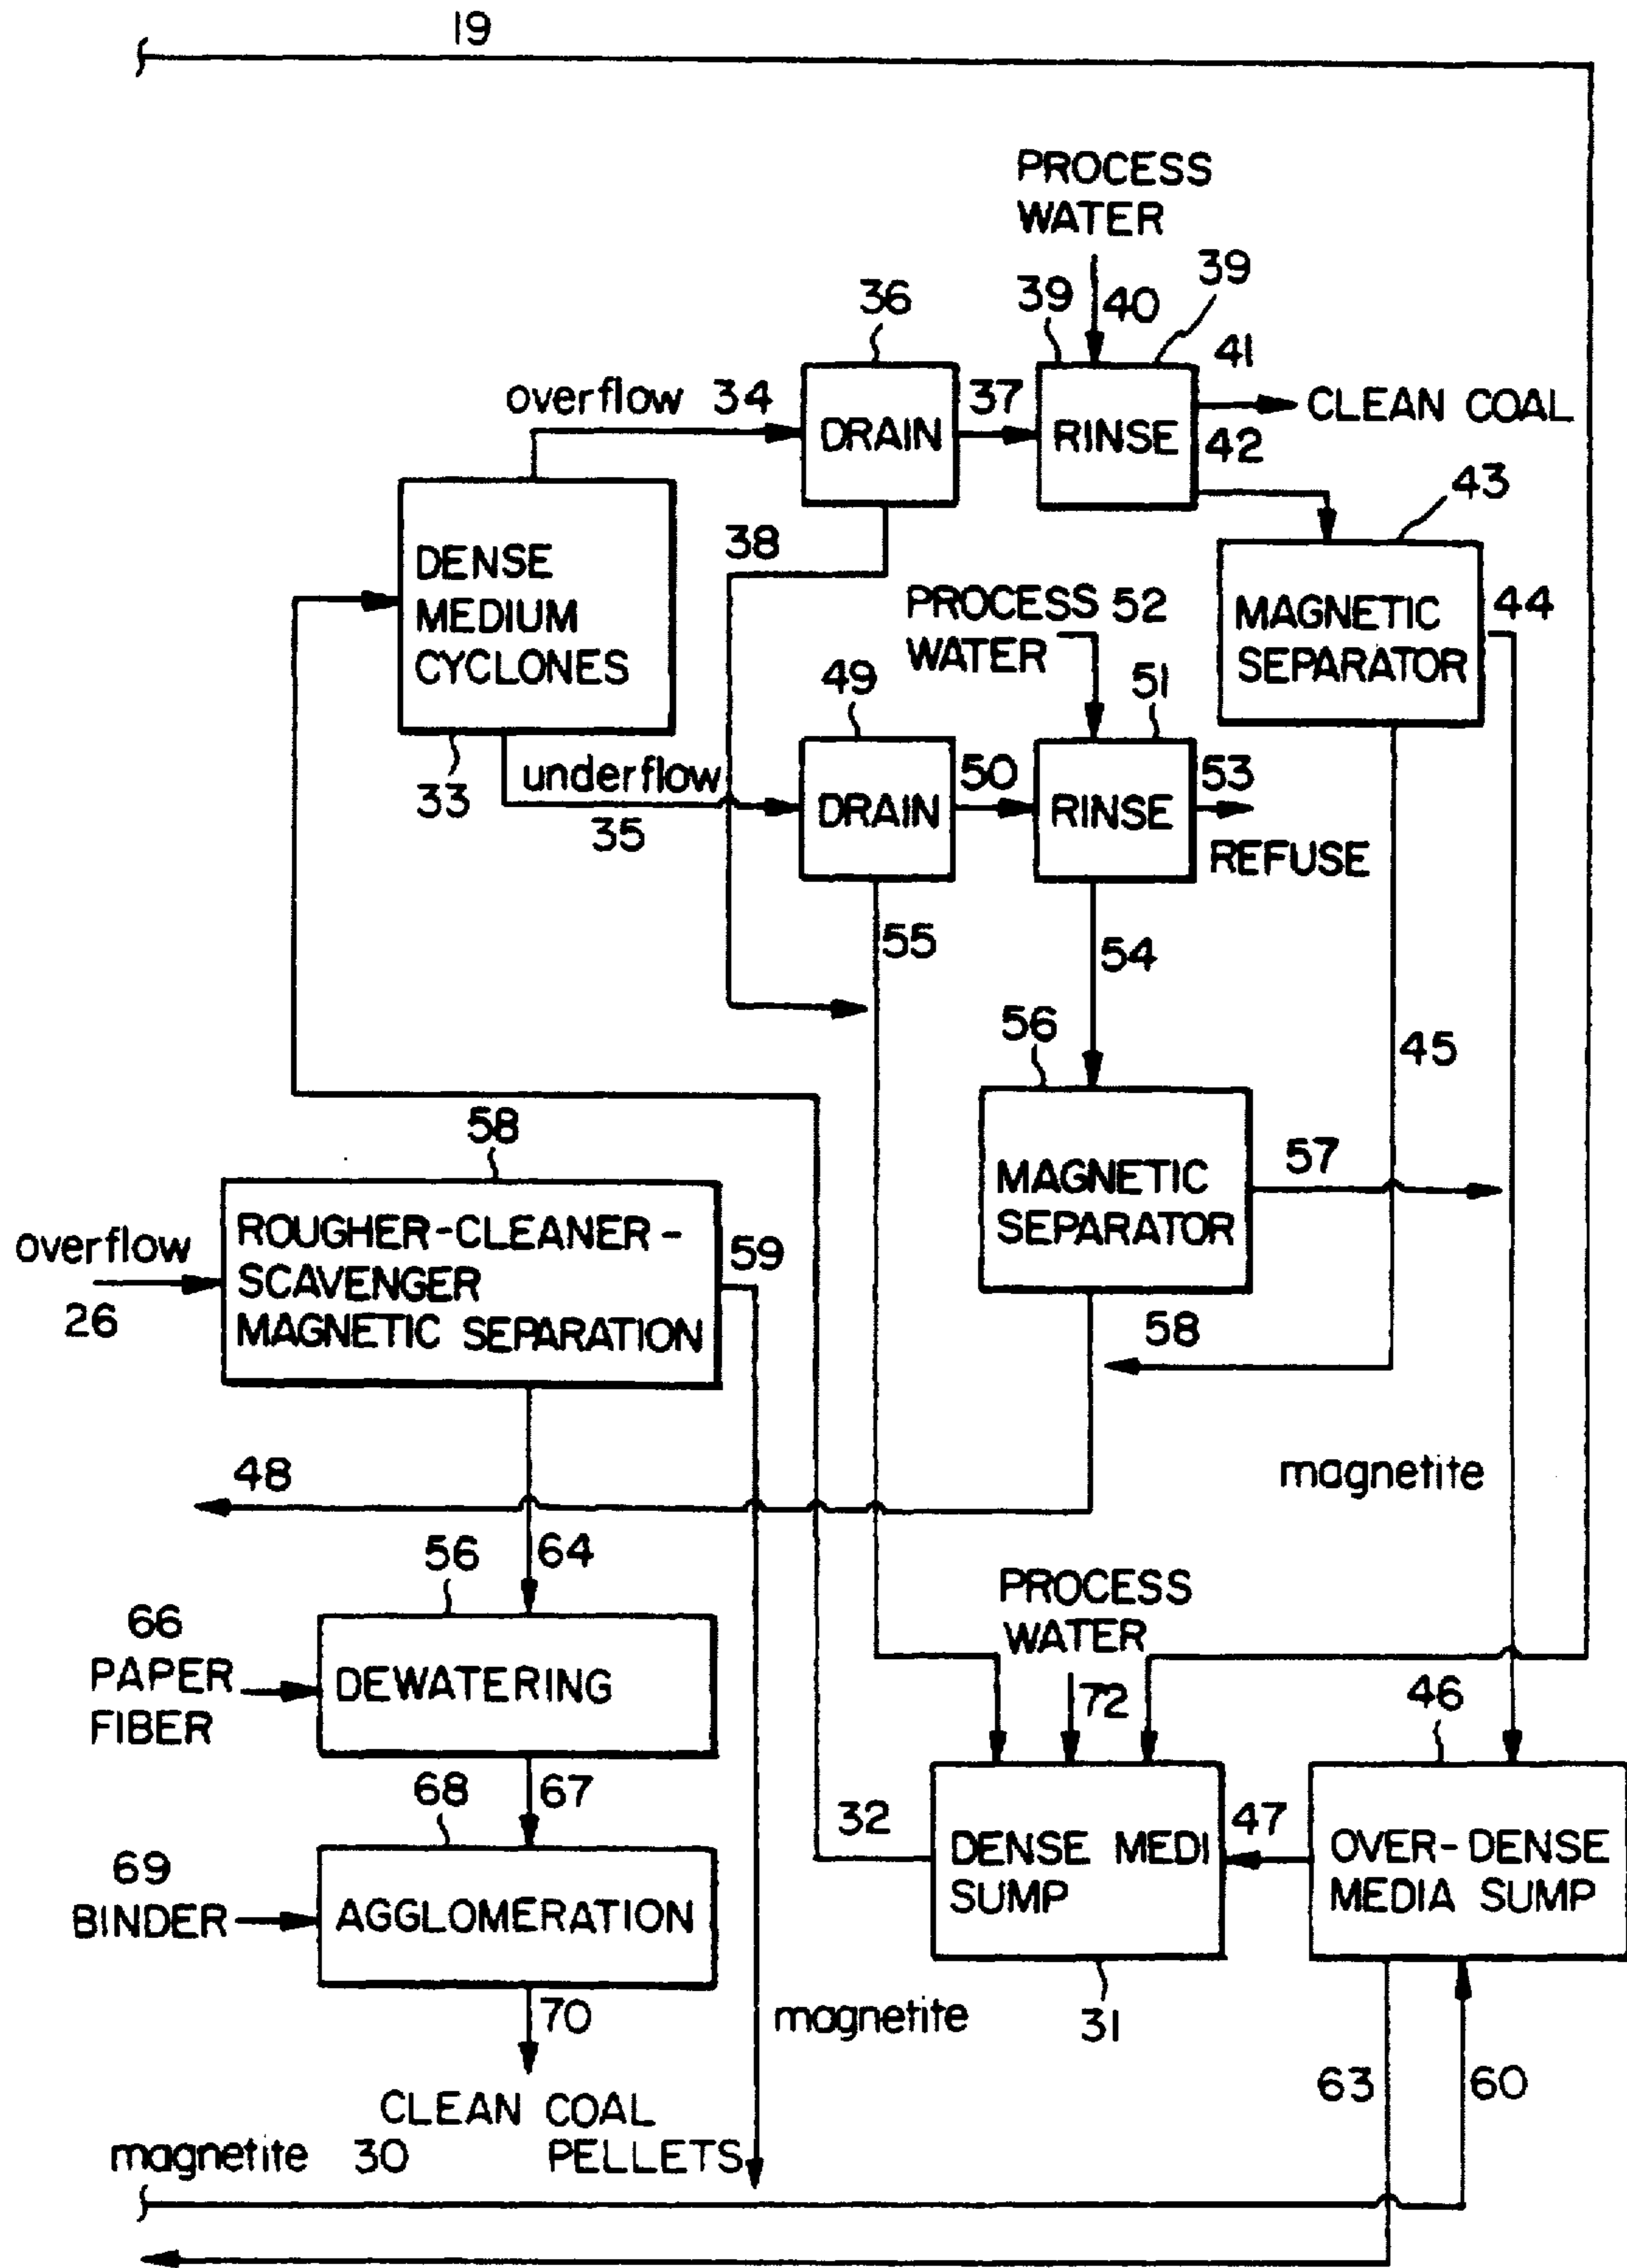 19
PROCESS
WATER
36
39
40
39
41
overflow 34
37
CLEAN COAL
DRAIN
RINSE
42
43
38
DENSE
MEDIUM
CYCLONES
PROCESS 52
WATER
MAGNETIC
SEPARATOR
44
49
51
33
underflow
35
50
53
DRAIN
RINSE
REFUSE
55
54
56
45
58
MAGNETIC
SEPARATOR
57
overflow
26
ROUGHER-CLEANER-
SCAVENGER
MAGNETIC SEPARATION
59
58
48
magnetite
56
64
66
PAPER
FIBER
DEWATERING
PROCESS
WATER
72
46
68
67
32
DENSE MEDI
SUMP
47
OVER-DENSE
MEDIA SUMP
69
BINDER
AGGLOMERATION
70
magnetite
31
63
60
CLEAN COAL
PELLETS
magnetite 30